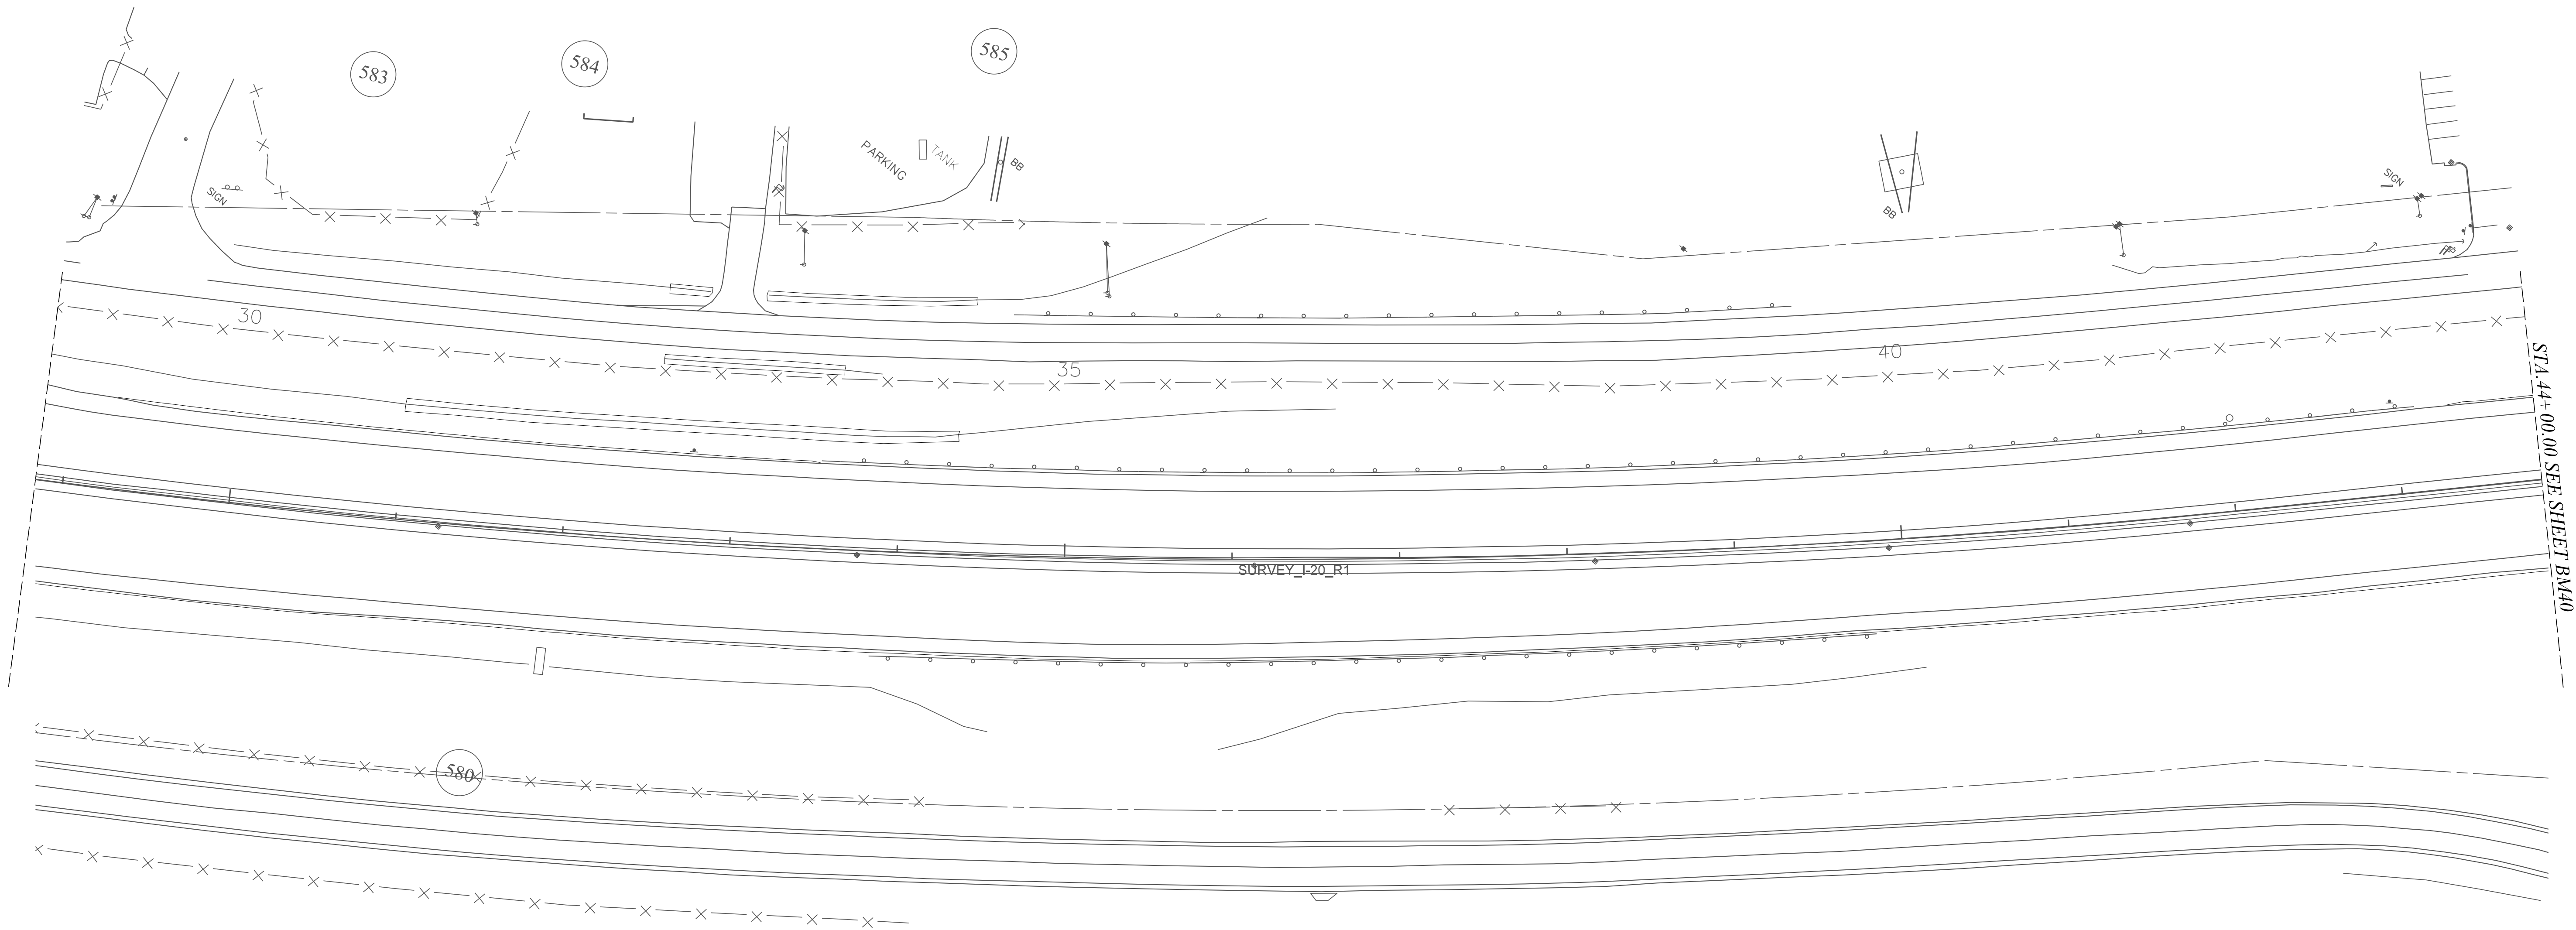 583
584
585
PARKING
TANK
BB
SIGN
BB
SIGN
30
35
40
STA.44+00.00 SEE SHEET BM40
SURVEY_I-20_R1
580